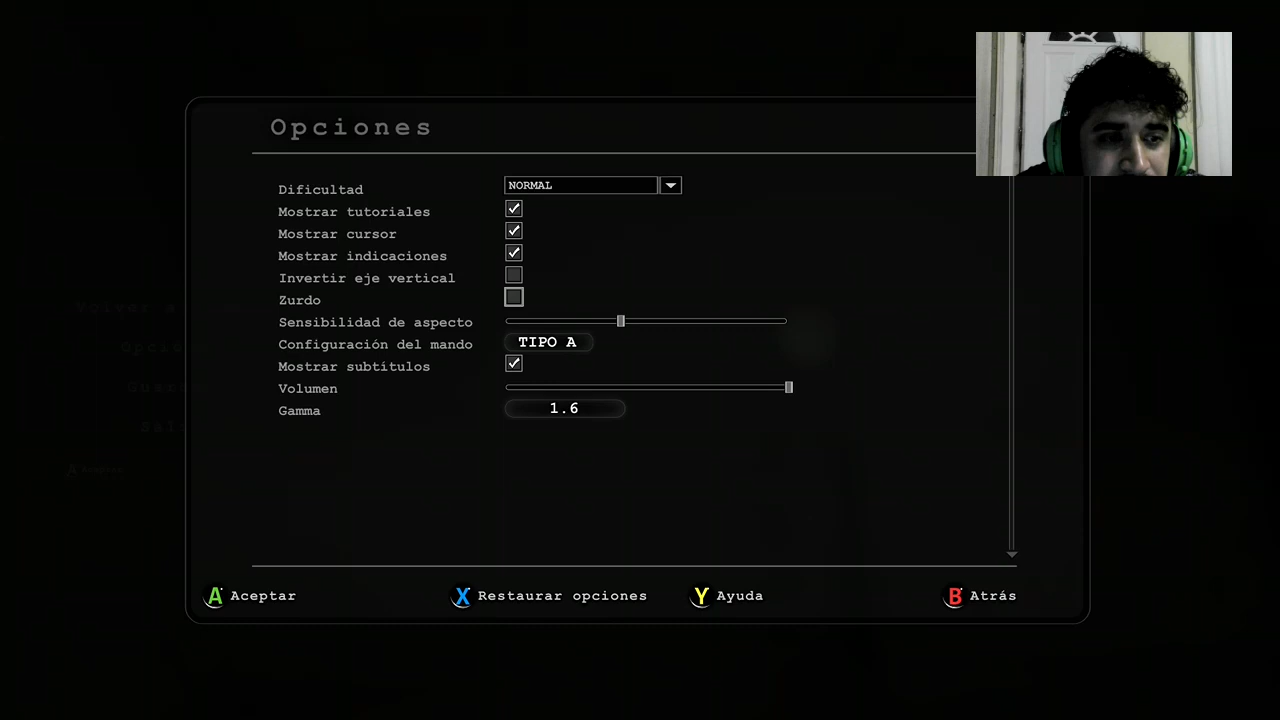 Opciones
Dificultad NORMAL
Mostrar tutoriales
Mostrar cursor
Mostrar indicaciones
Invertir eje vertical
Zurdo
Sensibilidad de aspecto
Configuración del mando TIPO A
Mostrar subtítulos
Volumen
Gamma 1.6
A Aceptar X Restaurar opciones Y Ayuda B Atrás